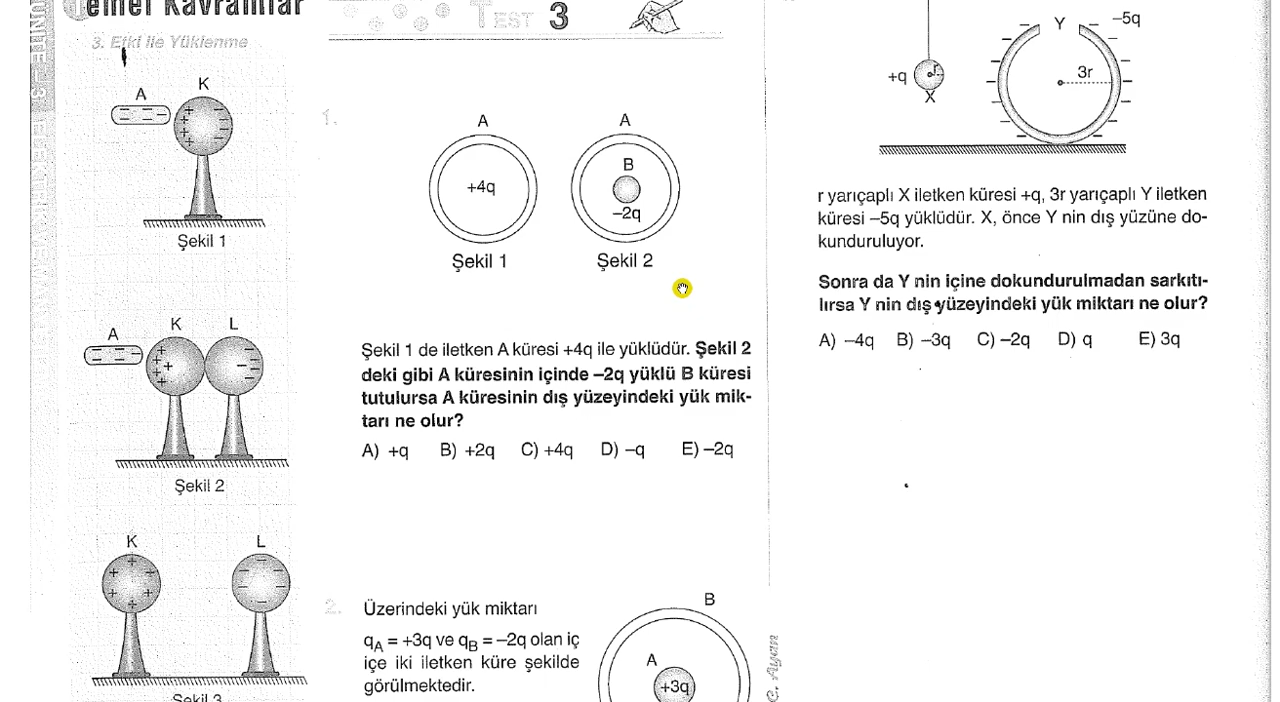 Temel Kavramlar
3. Etki ile Yüklenme
A
K
Şekil 1
A
K
L
Şekil 2
K
L
Şekil 3
TEST 3
1.
A
+4q
Şekil 1
A
B
–2q
Şekil 2
Şekil 1 de iletken A küresi +4q ile yüklüdür. Şekil 2
deki gibi A küresinin içinde –2q yüklü B küresi
tutulursa A küresinin dış yüzeyindeki yük mik-
tarı ne olur?
A) +q B) +2q C) +4q D) –q E) –2q
2.
Üzerindeki yük miktarı
qA = +3q ve qB = –2q olan iç
içe iki iletken küre şekilde
görülmektedir.
B
A
+3q
C. Ayan
+q
r
X
Y
–5q
3r
r yarıçaplı X iletken küresi +q, 3r yarıçaplı Y iletken
küresi –5q yüklüdür. X, önce Y nin dış yüzüne do-
kunduruluyor.
Sonra da Y nin içine dokundurulmadan sarkıtı-
lırsa Y nin dış yüzeyindeki yük miktarı ne olur?
A) –4q B) –3q C) –2q D) q E) 3q